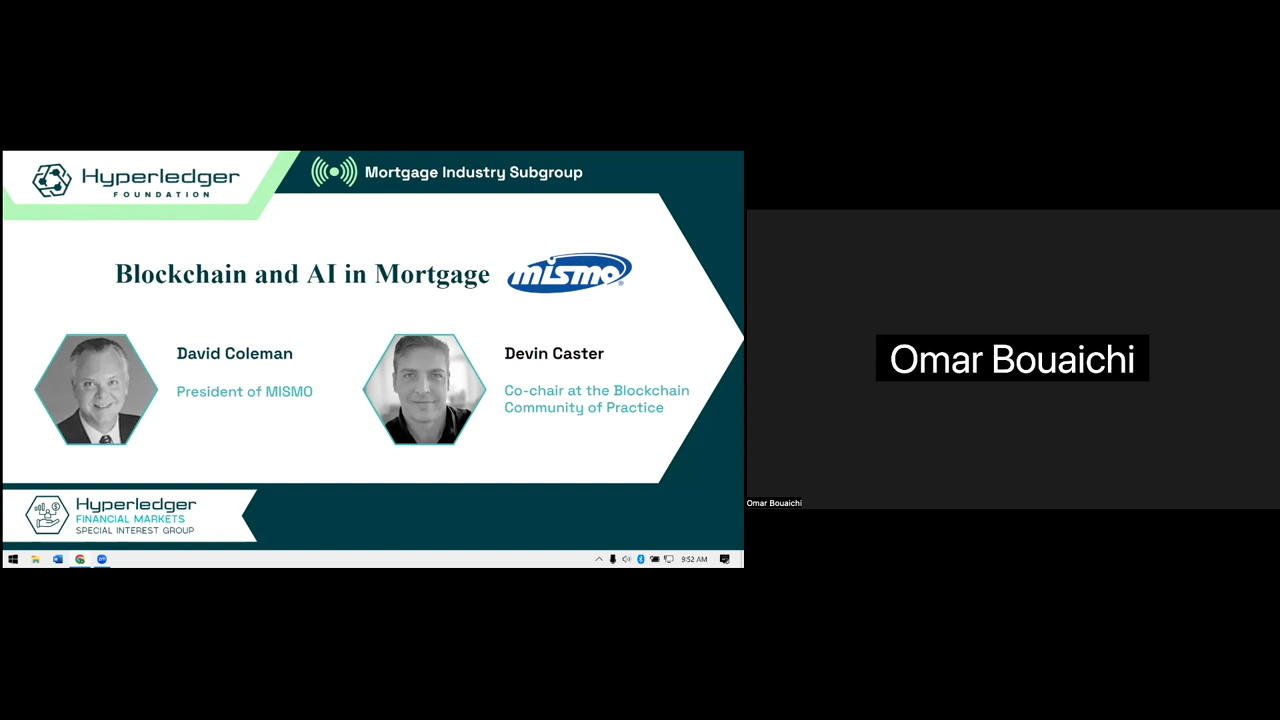 Hyperledger
FOUNDATION
Mortgage Industry Subgroup
Blockchain and AI in Mortgage
mismo
David Coleman
President of MISMO
Devin Caster
Co-chair at the Blockchain
Community of Practice
Hyperledger
FINANCIAL MARKETS
SPECIAL INTEREST GROUP
9:52 AM
Omar Bouaichi
Omar Bouaichi